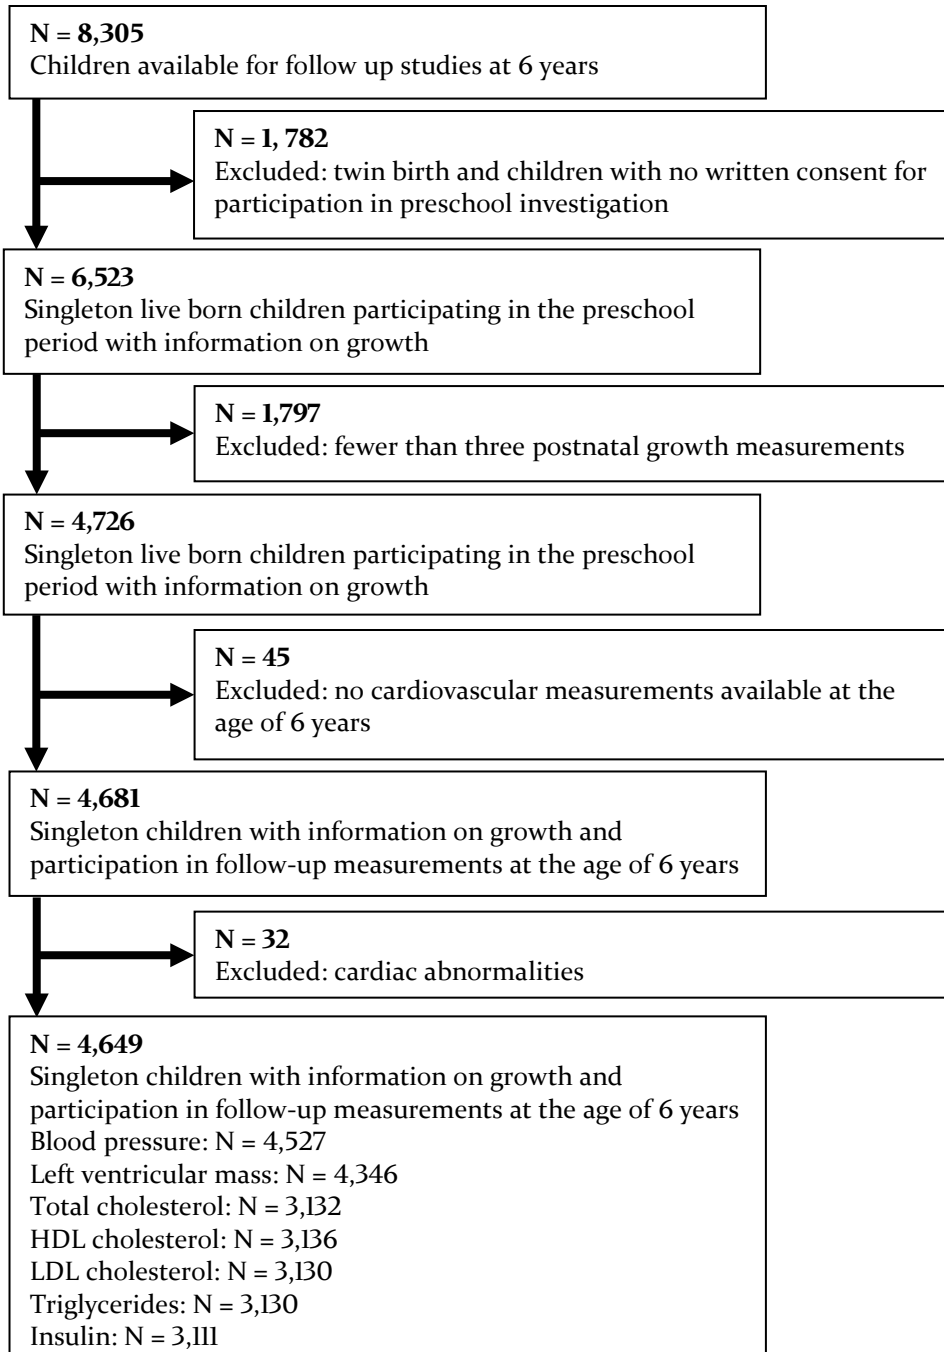 N = 8,305
Children available for follow up studies at 6 years
N = 1, 782
Excluded: twin birth and children with no written consent for
participation in preschool investigation
N = 6,523
Singleton live born children participating in the preschool
period with information on growth
N = 1,797
Excluded: fewer than three postnatal growth measurements
N = 4,726
Singleton live born children participating in the preschool
period with information on growth
N = 45
Excluded: no cardiovascular measurements available at the
age of 6 years
N = 4,681
Singleton children with information on growth and
participation in follow-up measurements at the age of 6 years
N = 32
Excluded: cardiac abnormalities
N = 4,649
Singleton children with information on growth and
participation in follow-up measurements at the age of 6 years
Blood pressure: N = 4,527
Left ventricular mass: N = 4,346
Total cholesterol: N = 3,132
HDL cholesterol: N = 3,136
LDL cholesterol: N = 3,130
Triglycerides: N = 3,130
Insulin: N = 3,111